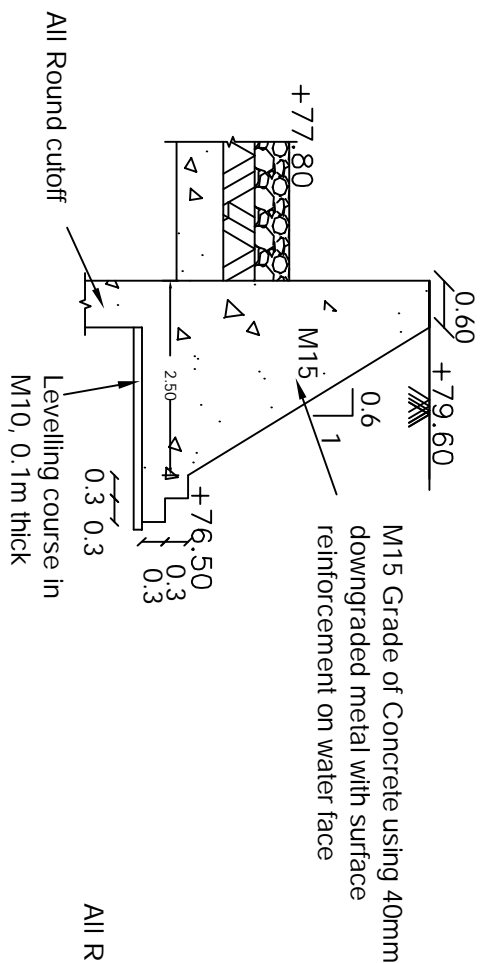 +77.80
0.60
+79.60
0.6
1
M15
2.50
+76.50
0.3
0.3
0.3 0.3
All Round cutoff
Levelling course in
M10, 0.1m thick
M15 Grade of Concrete using 40mm
downgraded metal with surface
reinforcement on water face
All R